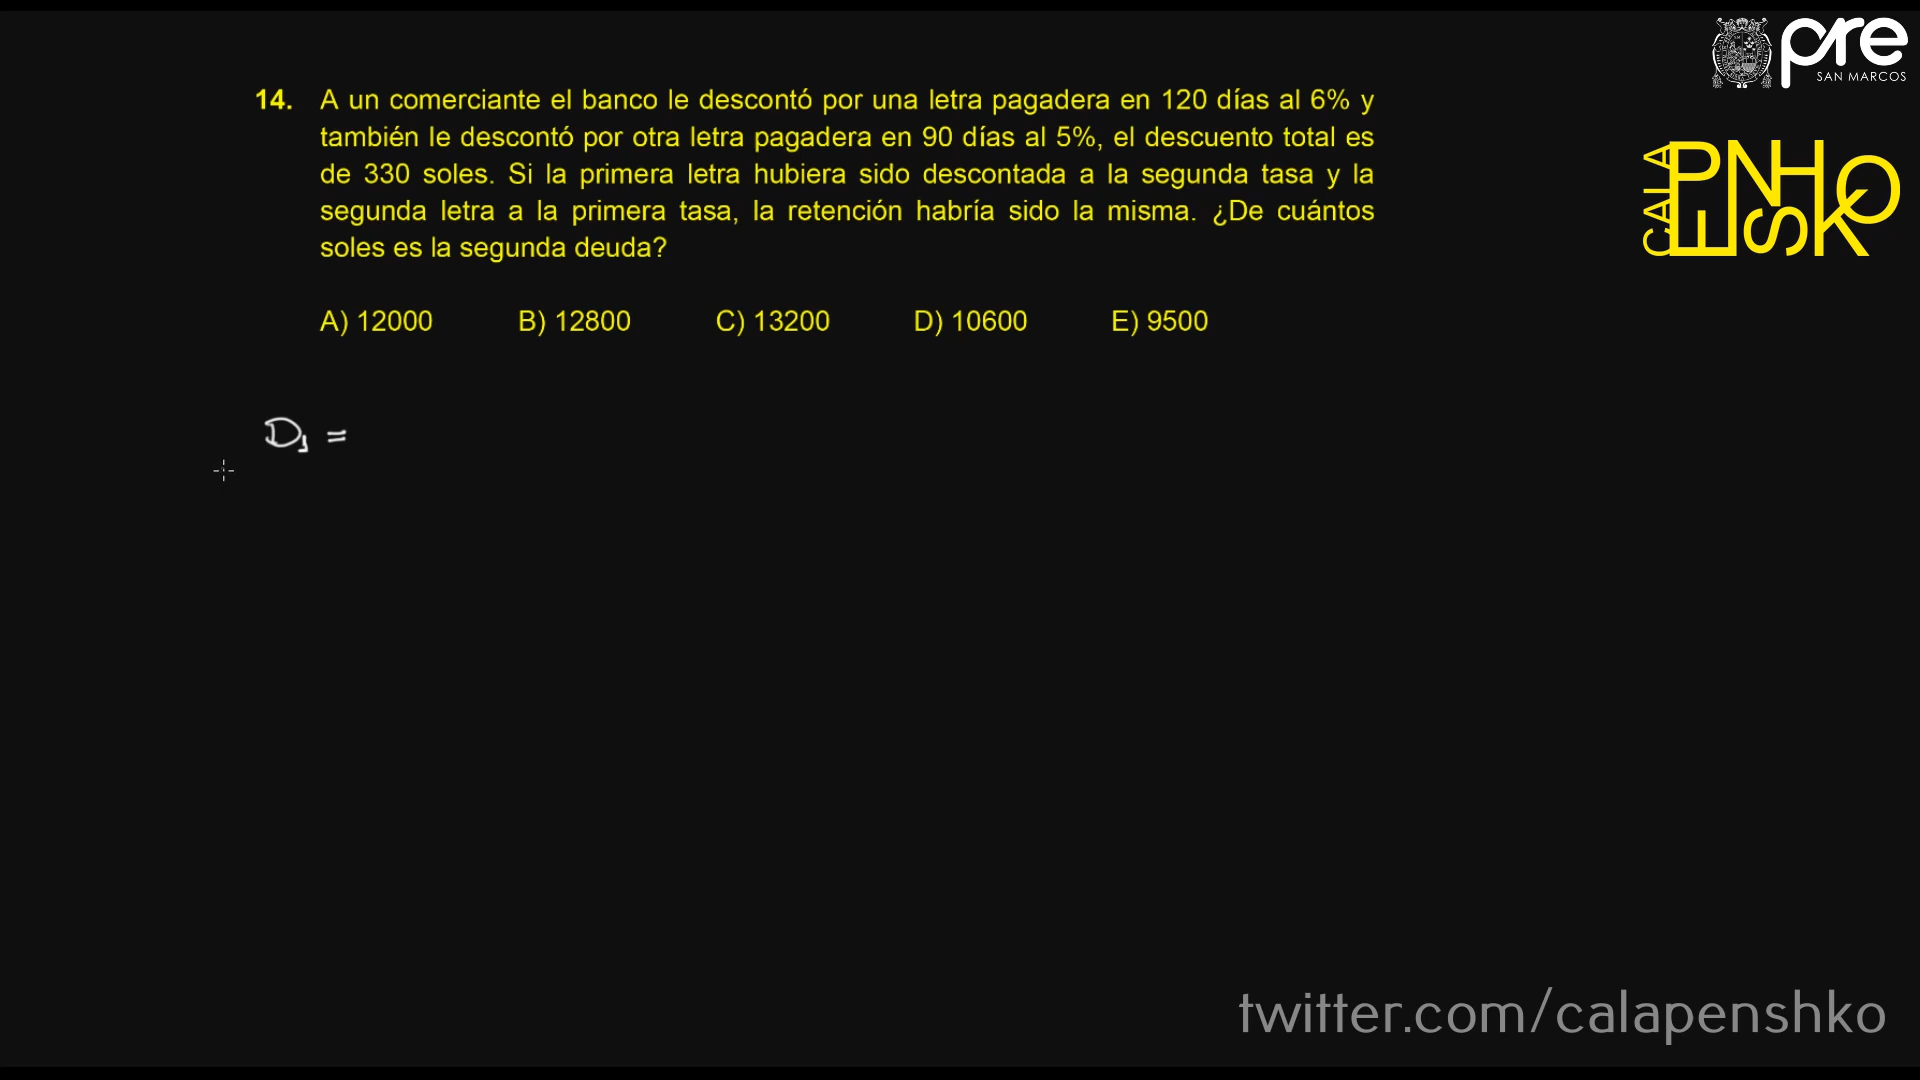 pre
SAN MARCOS
14. A un comerciante el banco le descontó por una letra pagadera en 120 días al 6% y
también le descontó por otra letra pagadera en 90 días al 5%, el descuento total es
de 330 soles. Si la primera letra hubiera sido descontada a la segunda tasa y la
segunda letra a la primera tasa, la retención habría sido la misma. ¿De cuántos
soles es la segunda deuda?
CALA
PENSHKO
A) 12000 B) 12800 C) 13200 D) 10600 E) 9500
D₁ =
twitter.com/calapenshko